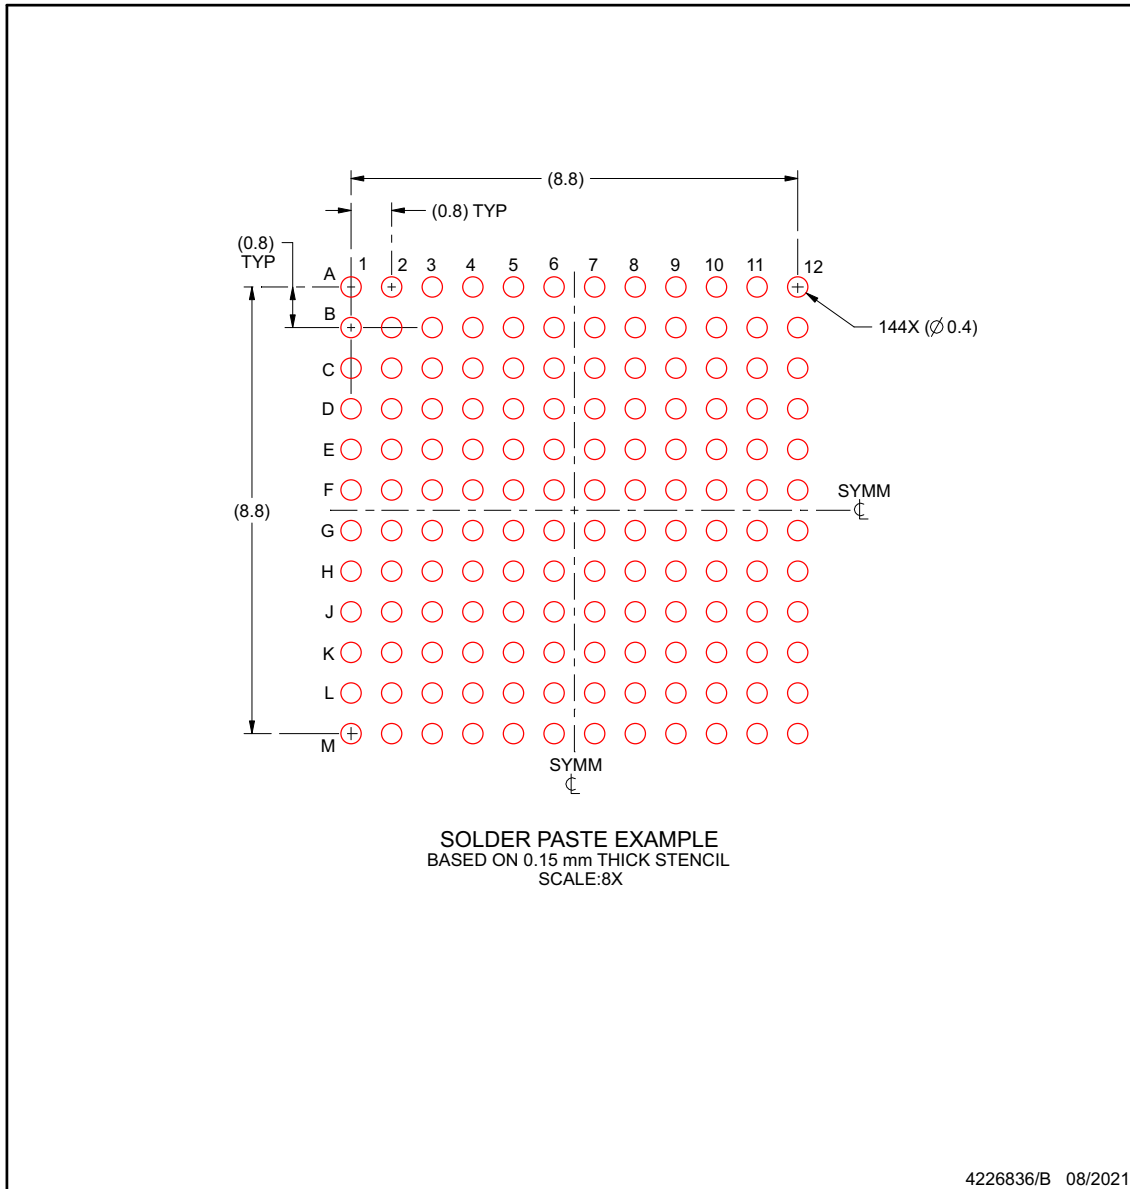 (8.8)
(0.8) TYP
(0.8)
TYP
1 2 3 4 5 6 7 8 9 10 11 12
A
B
144X (∅ 0.4)
C
D
E
F
SYMM
℄
(8.8)
G
H
J
K
L
M
SYMM
℄
SOLDER PASTE EXAMPLE
BASED ON 0.15 mm THICK STENCIL
SCALE:8X
4226836/B 08/2021